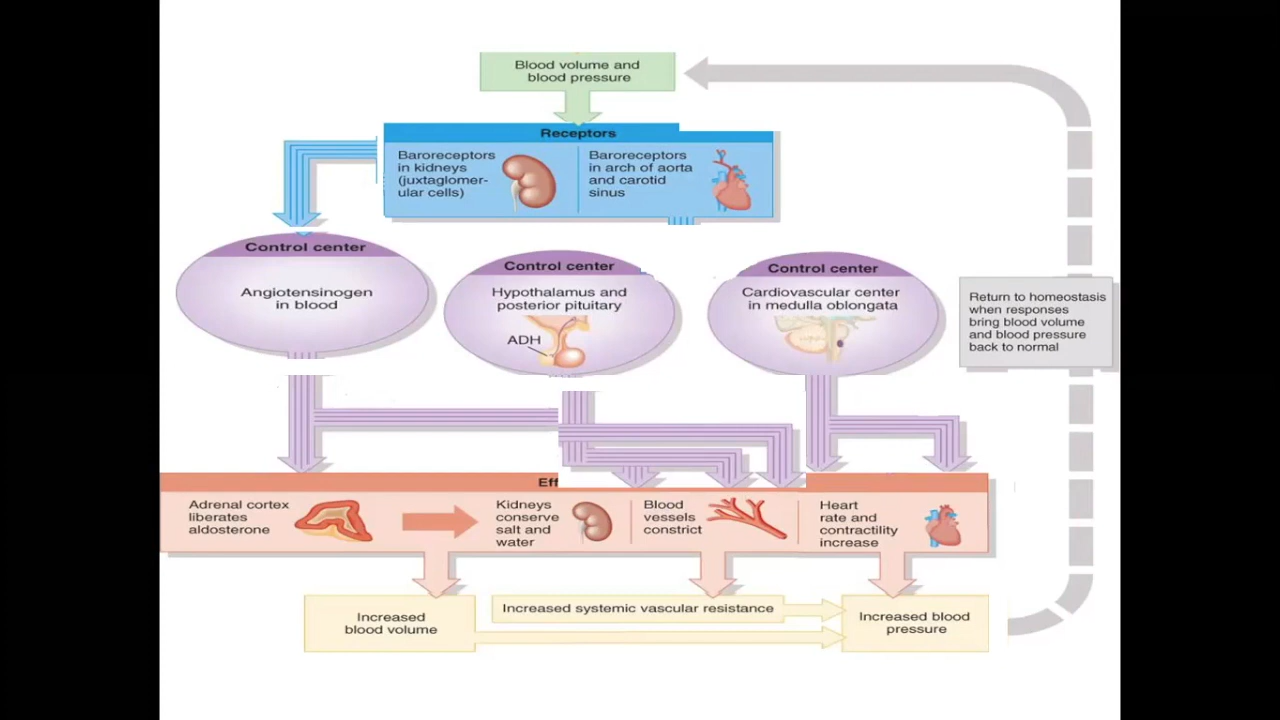 Blood volume and
blood pressure
Receptors
Baroreceptors
in kidneys
(juxtaglomer-
ular cells)
Baroreceptors
in arch of aorta
and carotid
sinus
Control center
Angiotensinogen
in blood
Control center
Hypothalamus and
posterior pituitary
ADH
Control center
Cardiovascular center
in medulla oblongata
Return to homeostasis
when responses
bring blood volume
and blood pressure
back to normal
Eff
Adrenal cortex
liberates
aldosterone
Kidneys
conserve
salt and
water
Blood
vessels
constrict
Heart
rate and
contractility
increase
Increased
blood volume
Increased systemic vascular resistance
Increased blood
pressure